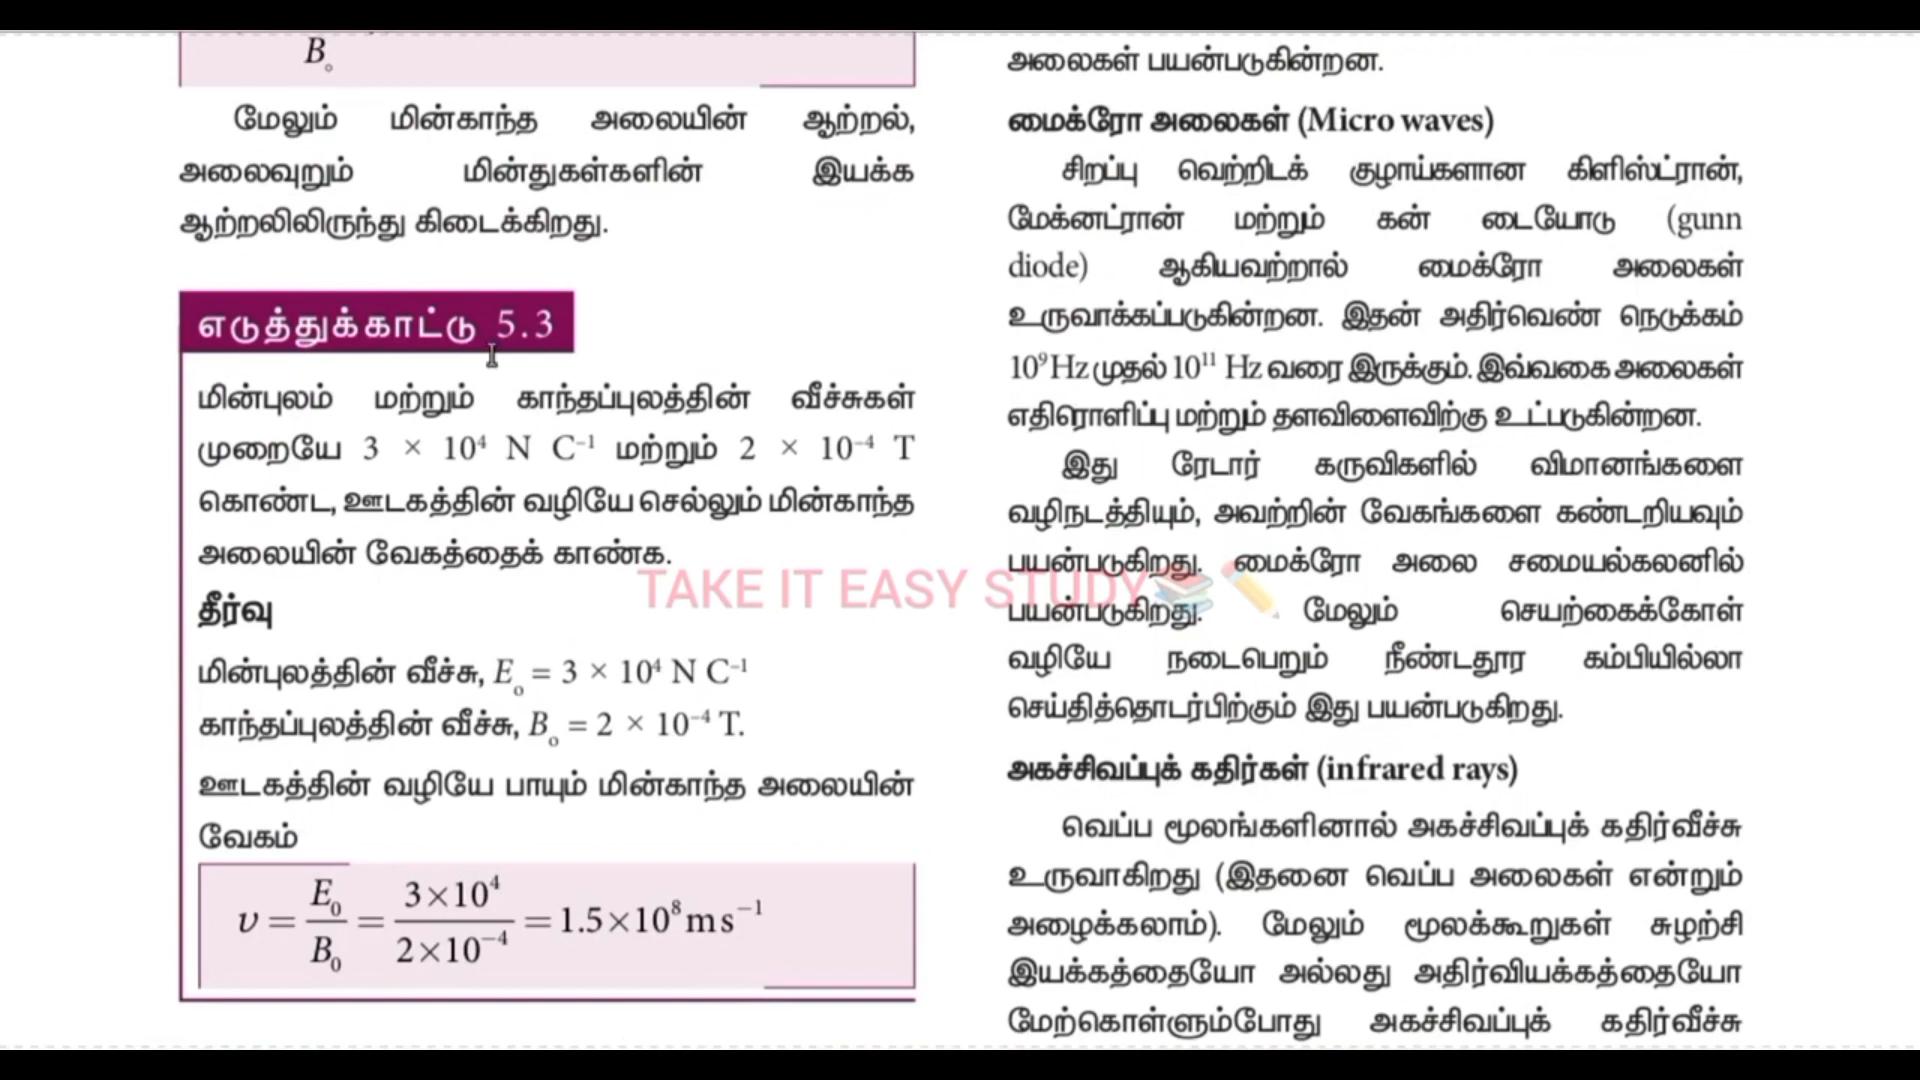 B₀
மேலும் மின்காந்த அலையின் ஆற்றல்,
அலைவுறும் மின்துகள்களின் இயக்க
ஆற்றலிலிருந்து கிடைக்கிறது.
எடுத்துக்காட்டு 5.3
மின்புலம் மற்றும் காந்தப்புலத்தின் வீச்சுகள்
முறையே 3 × 10⁴ N C⁻¹ மற்றும் 2 × 10⁻⁴ T
கொண்ட, ஊடகத்தின் வழியே செல்லும் மின்காந்த
அலையின் வேகத்தைக் காண்க.
தீர்வு
மின்புலத்தின் வீச்சு, Eₒ = 3 × 10⁴ N C⁻¹
காந்தப்புலத்தின் வீச்சு, Bₒ = 2 × 10⁻⁴ T.
ஊடகத்தின் வழியே பாயும் மின்காந்த அலையின்
வேகம்
υ = E₀/B₀ = 3×10⁴/2×10⁻⁴ = 1.5×10⁸ m s⁻¹
அலைகள் பயன்படுகின்றன.
மைக்ரோ அலைகள் (Micro waves)
சிறப்பு வெற்றிடக் குழாய்களான கிளிஸ்ட்ரான்,
மேக்னட்ரான் மற்றும் கன் டையோடு (gunn
diode) ஆகியவற்றால் மைக்ரோ அலைகள்
உருவாக்கப்படுகின்றன. இதன் அதிர்வெண் நெடுக்கம்
10⁹ Hz முதல் 10¹¹ Hz வரை இருக்கும். இவ்வகை அலைகள்
எதிரொளிப்பு மற்றும் தளவிளைவிற்கு உட்படுகின்றன.
இது ரேடார் கருவிகளில் விமானங்களை
வழிநடத்தியும், அவற்றின் வேகங்களை கண்டறியவும்
பயன்படுகிறது. மைக்ரோ அலை சமையல்கலனில்
பயன்படுகிறது. மேலும் செயற்கைக்கோள்
வழியே நடைபெறும் நீண்டதூர கம்பியில்லா
செய்தித்தொடர்பிற்கும் இது பயன்படுகிறது.
அகச்சிவப்புக் கதிர்கள் (infrared rays)
வெப்ப மூலங்களினால் அகச்சிவப்புக் கதிர்வீச்சு
உருவாகிறது (இதனை வெப்ப அலைகள் என்றும்
அழைக்கலாம்). மேலும் மூலக்கூறுகள் சுழற்சி
இயக்கத்தையோ அல்லது அதிர்வியக்கத்தையோ
மேற்கொள்ளும்போது அகச்சிவப்புக் கதிர்வீச்சு
TAKE IT EASY STUDY